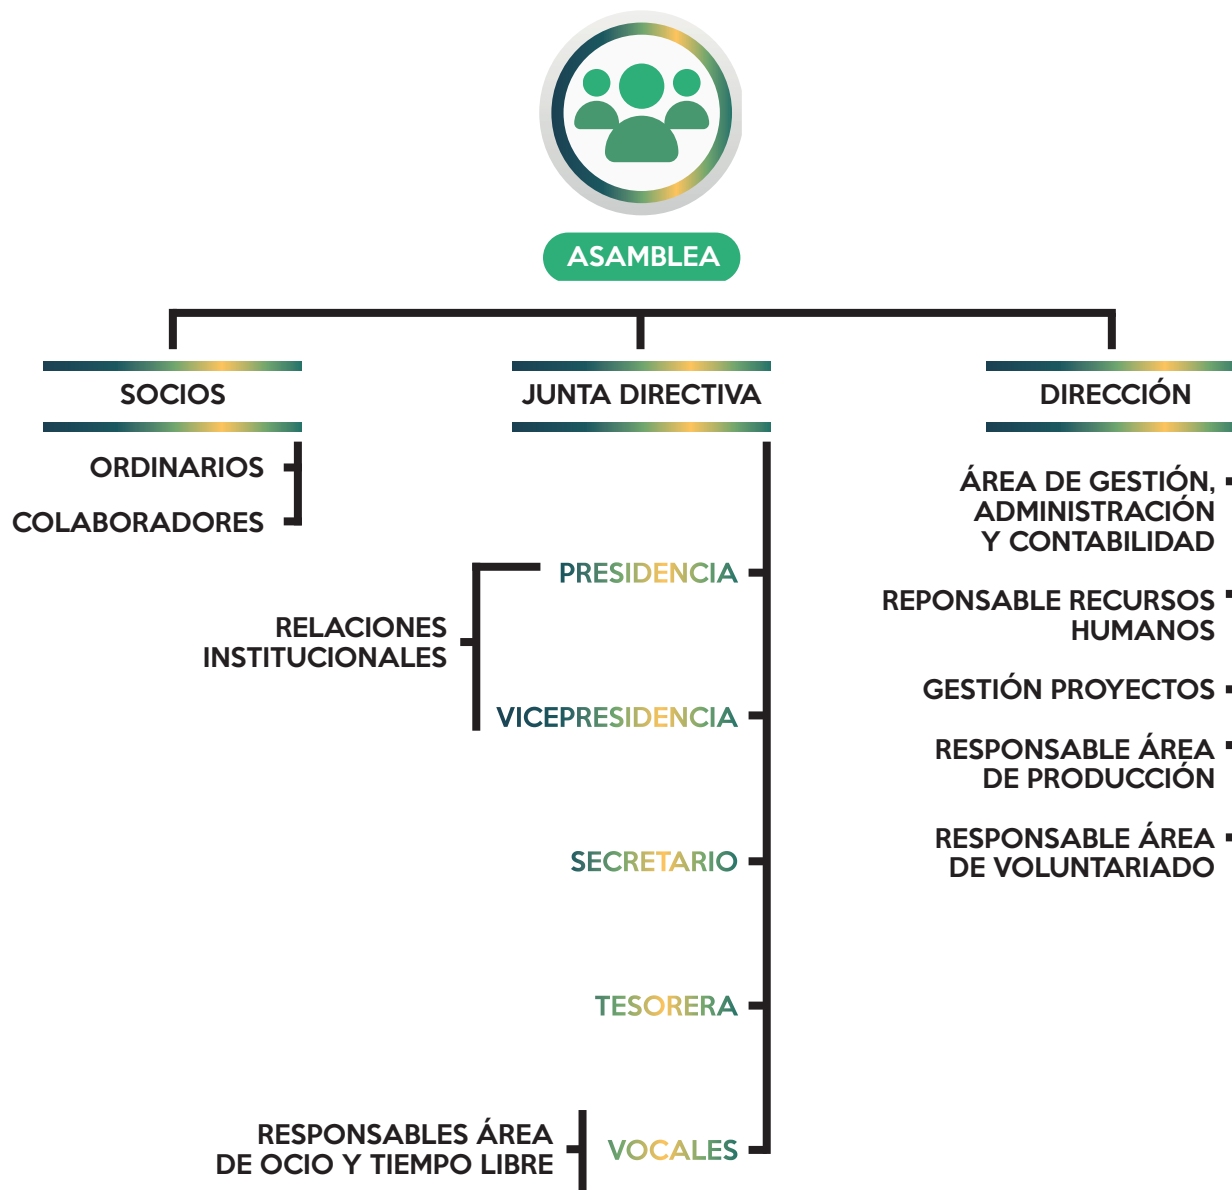 ASAMBLEA
SOCIOS
ORDINARIOS
COLABORADORES
JUNTA DIRECTIVA
PRESIDENCIA
RELACIONES
INSTITUCIONALES
VICEPRESIDENCIA
SECRETARIO
TESORERA
VOCALES
RESPONSABLES ÁREA
DE OCIO Y TIEMPO LIBRE
DIRECCIÓN
ÁREA DE GESTIÓN,
ADMINISTRACIÓN
Y CONTABILIDAD
REPONSABLE RECURSOS
HUMANOS
GESTIÓN PROYECTOS
RESPONSABLE ÁREA
DE PRODUCCIÓN
RESPONSABLE ÁREA
DE VOLUNTARIADO